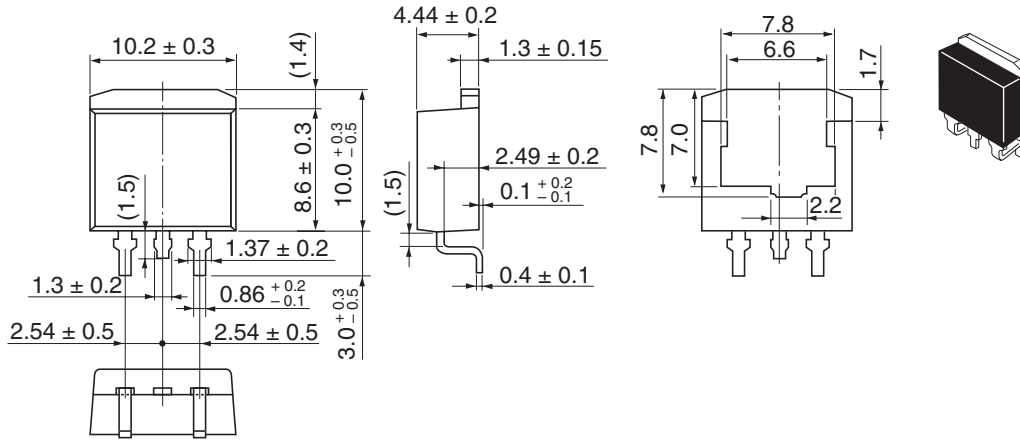 10.2 ± 0.3
(1.4)
8.6 ± 0.3
10.0 +0.3 −0.5
(1.5)
1.37 ± 0.2
1.3 ± 0.2
0.86 +0.2 −0.1
3.0 +0.3 −0.5
2.54 ± 0.5
2.54 ± 0.5
4.44 ± 0.2
1.3 ± 0.15
2.49 ± 0.2
(1.5)
0.1 +0.2 −0.1
0.4 ± 0.1
7.8
6.6
1.7
7.8
7.0
2.2